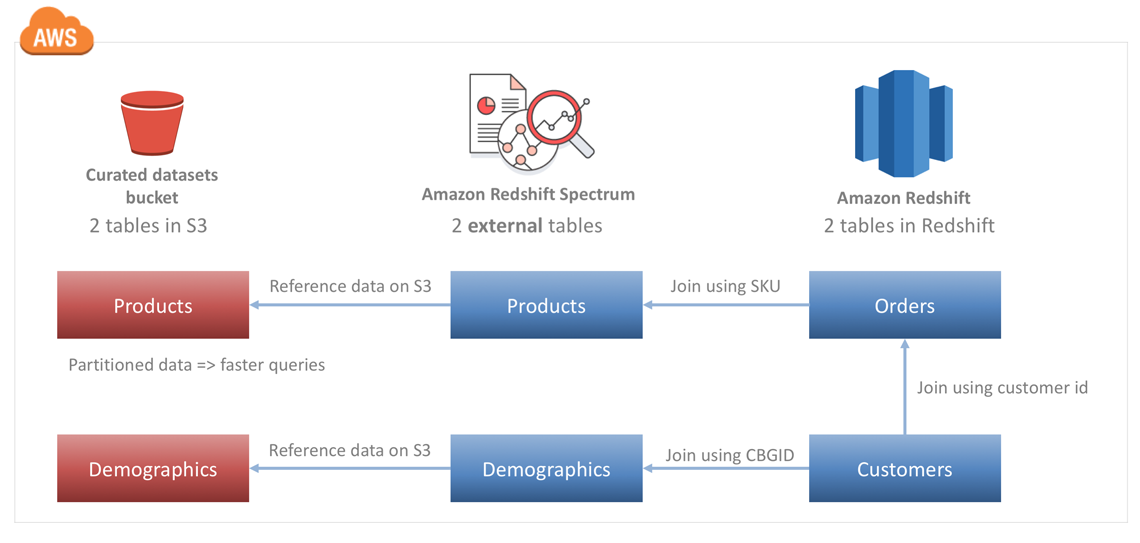 AWS
Curated datasets
bucket
2 tables in S3
Amazon Redshift Spectrum
2 external tables
Amazon Redshift
2 tables in Redshift
Products
Reference data on S3
Products
Join using SKU
Orders
Partitioned data => faster queries
Join using customer id
Demographics
Reference data on S3
Demographics
Join using CBGID
Customers